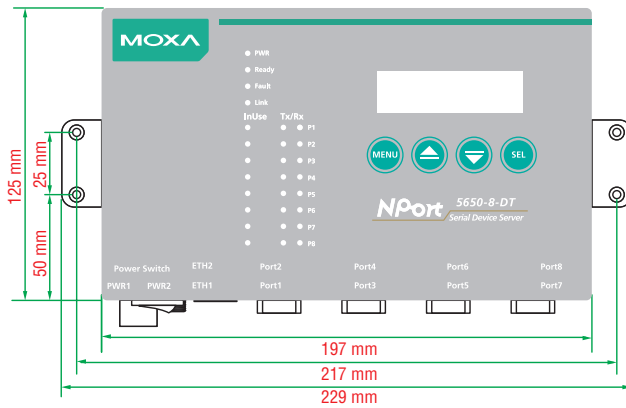 MOXA
PWR
Ready
Fault
Link
InUse Tx/Rx
P1
P2
P3
P4
P5
P6
P7
P8
MENU
SEL
NPort 5650-8-DT
Serial Device Server
Power Switch
PWR1 PWR2
ETH2
ETH1
Port2 Port4 Port6 Port8
Port1 Port3 Port5 Port7
125 mm
25 mm
50 mm
197 mm
217 mm
229 mm